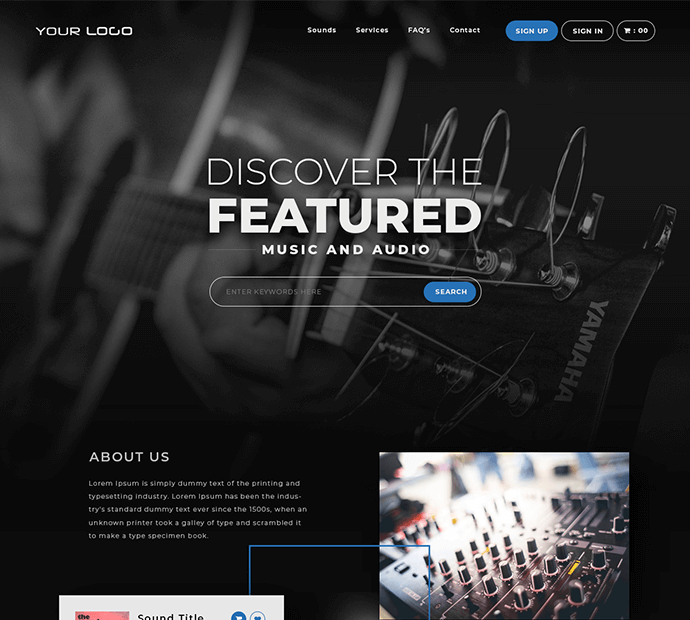 YOUR LOGO
Sounds Services FAQ's Contact SIGN UP SIGN IN : 00
DISCOVER THE
FEATURED
MUSIC AND AUDIO
ENTER KEYWORDS HERE SEARCH
YAMAHA
ABOUT US
Lorem Ipsum is simply dummy text of the printing and
typesetting industry. Lorem Ipsum has been the indus-
try's standard dummy text ever since the 1500s, when an
unknown printer took a galley of type and scrambled it
to make a type specimen book.
the
Sound Title